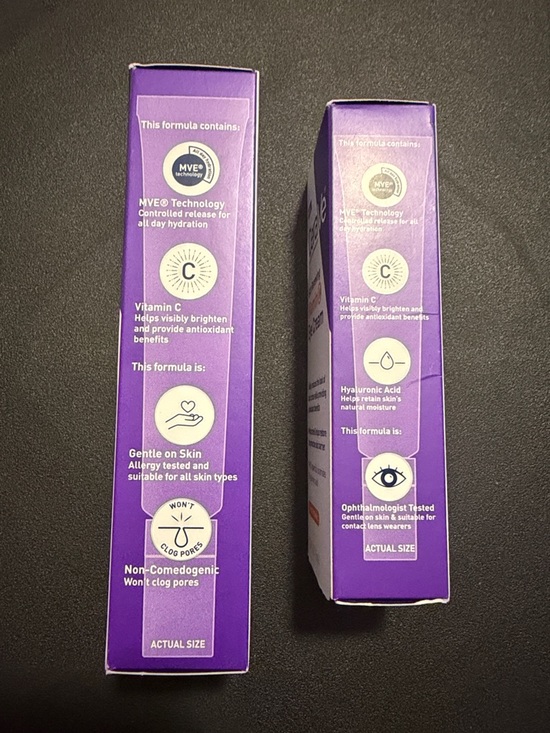 This formula contains:
MVE®
technology
MVE® Technology
Controlled release for
all day hydration
C
Vitamin C
Helps visibly brighten
and provide antioxidant
benefits
This formula is:
Gentle on Skin
Allergy tested and
suitable for all skin types
WON'T
CLOG PORES
Non-Comedogenic
Won't clog pores
ACTUAL SIZE
This formula contains:
MVE®
MVE® Technology
Controlled release for all
day hydration
C
Vitamin C
Helps visibly brighten and
provide antioxidant benefits
Hyaluronic Acid
Helps retain skin's
natural moisture
This formula is:
Ophthalmologist Tested
Gentle on skin & suitable for
contact lens wearers
ACTUAL SIZE